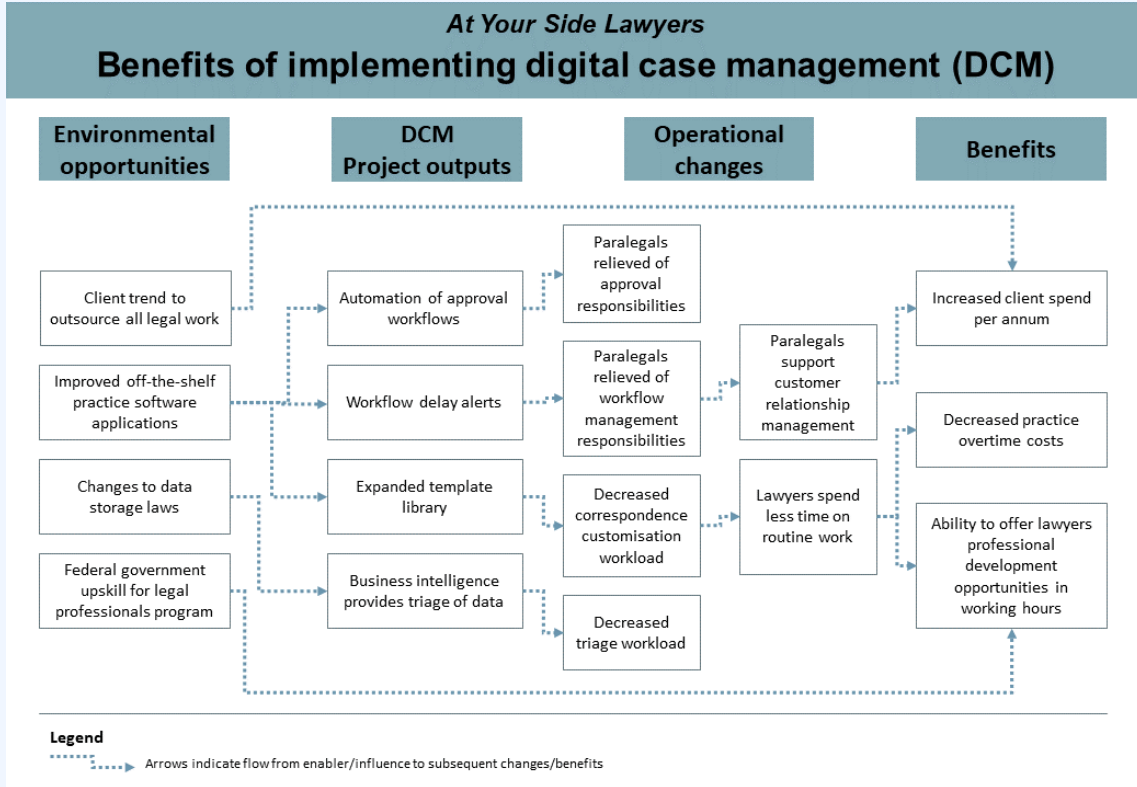 At Your Side Lawyers
Benefits of implementing digital case management (DCM)
Environmental
opportunities
DCM
Project outputs
Operational
changes
Benefits
Client trend to
outsource all legal work
Improved off-the-shelf
practice software
applications
Changes to data
storage laws
Federal government
upskill for legal
professionals program
Automation of approval
workflows
Workflow delay alerts
Expanded template
library
Business intelligence
provides triage of data
Paralegals
relieved of
approval
responsibilities
Paralegals
relieved of
workflow
management
responsibilities
Decreased
correspondence
customisation
workload
Decreased
triage workload
Paralegals
support
customer
relationship
management
Lawyers spend
less time on
routine work
Increased client spend
per annum
Decreased practice
overtime costs
Ability to offer lawyers
professional
development
opportunities in
working hours
Legend
Arrows indicate flow from enabler/influence to subsequent changes/benefits